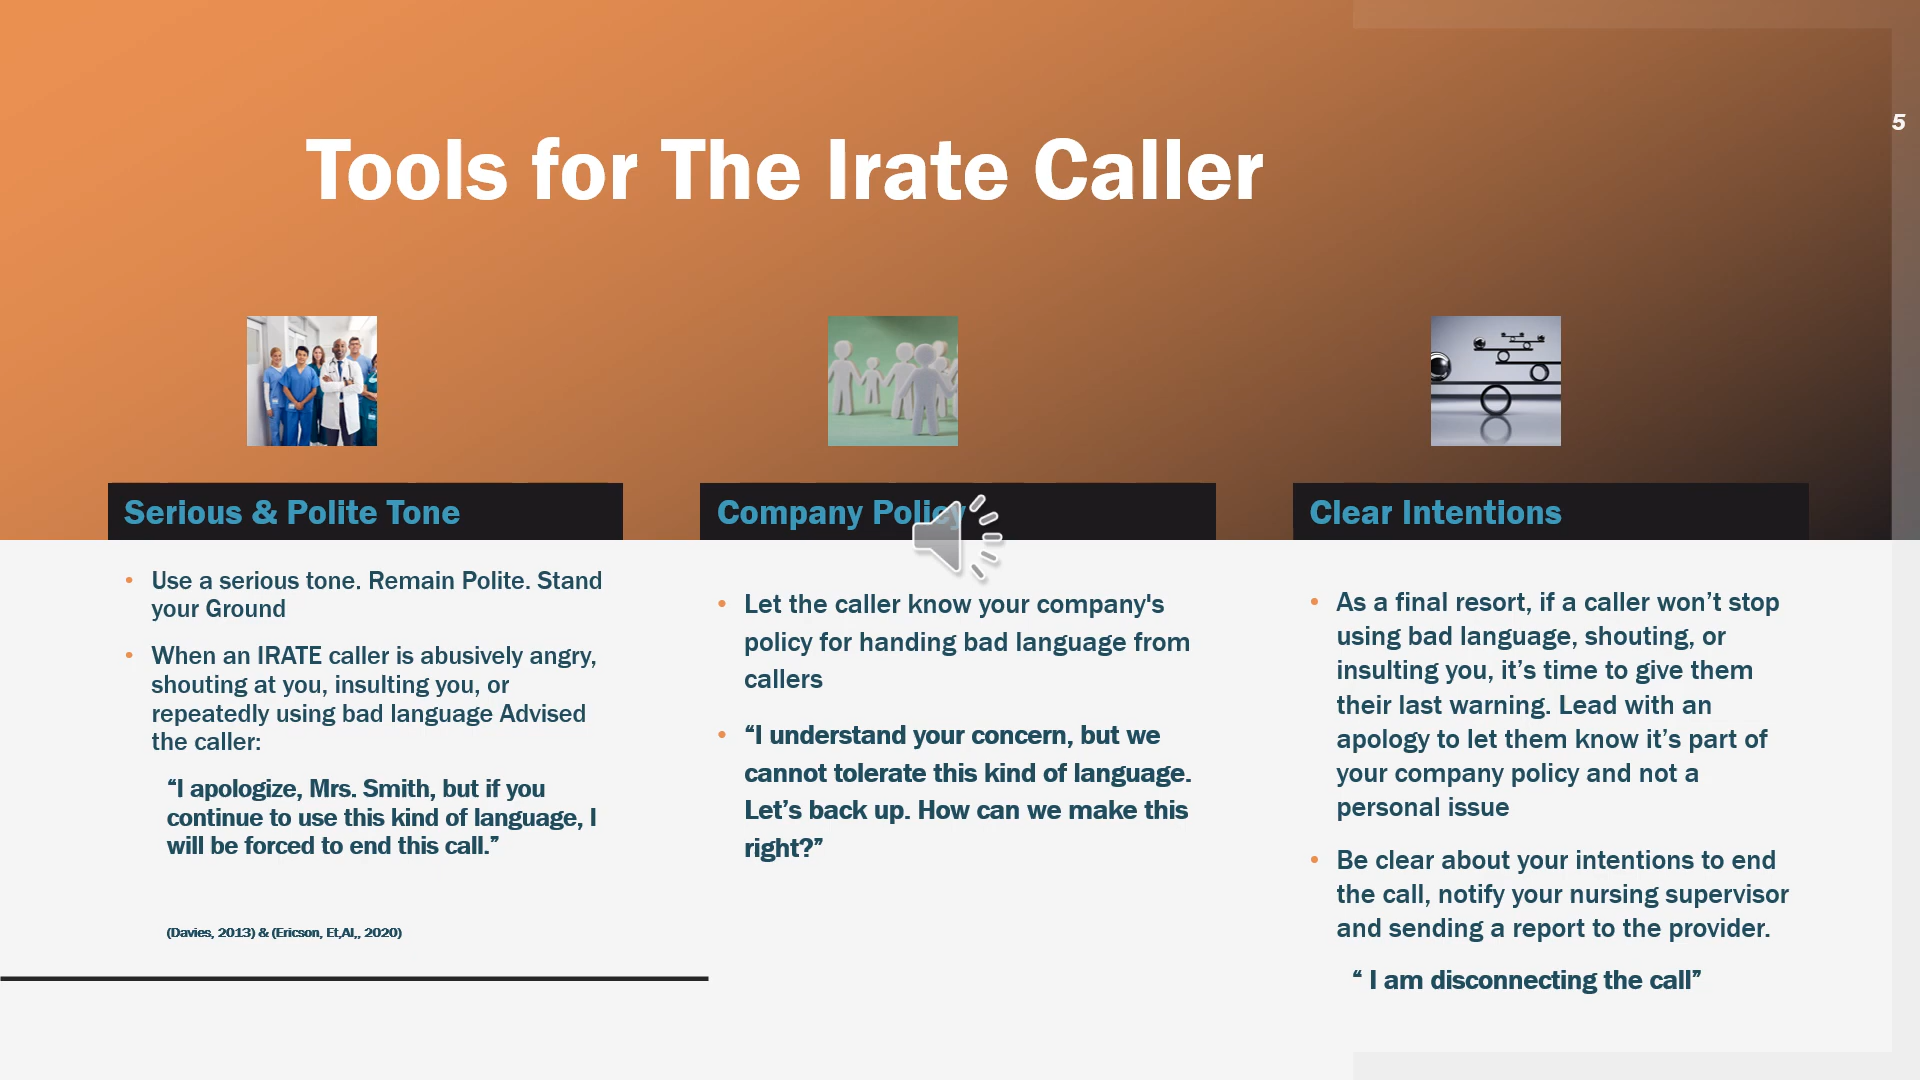 5
Tools for The Irate Caller
Serious & Polite Tone
• Use a serious tone. Remain Polite. Stand
your Ground
• When an IRATE caller is abusively angry,
shouting at you, insulting you, or
repeatedly using bad language Advised
the caller:
“I apologize, Mrs. Smith, but if you
continue to use this kind of language, I
will be forced to end this call.”
(Davies, 2013) & (Ericson, Et,Al,, 2020)
Company Policy
• Let the caller know your company's
policy for handing bad language from
callers
• “I understand your concern, but we
cannot tolerate this kind of language.
Let’s back up. How can we make this
right?”
Clear Intentions
• As a final resort, if a caller won’t stop
using bad language, shouting, or
insulting you, it’s time to give them
their last warning. Lead with an
apology to let them know it’s part of
your company policy and not a
personal issue
• Be clear about your intentions to end
the call, notify your nursing supervisor
and sending a report to the provider.
“ I am disconnecting the call”